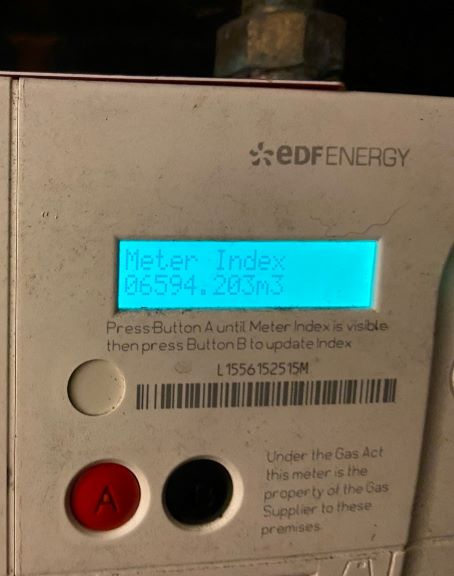 eDFENERGY
Meter Index
06594.203m3
Press Button A until Meter Index is visible
then press Button B to update Index
L1556152515M
Under the Gas Act
this meter is the
property of the Gas
Supplier to these
premises.
A
B